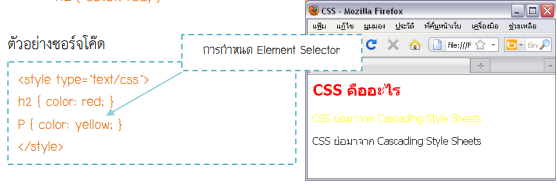 ตัวอย่างซอร์จโค๊ด
การกำหนด Element Selector
<style type="text/css">
h2 { color: red; }
P { color: yellow; }
</style>
CSS - Mozilla Firefox
แฟ้ม แก้ไข มุมมอง ประวัติ ที่คั่นหน้าเว็บ เครื่องมือ ช่วยเหลือ
file:///F
CSS คืออะไร
CSS ย่อมาจาก Cascading Style Sheets
CSS ย่อมาจาก Cascading Style Sheets